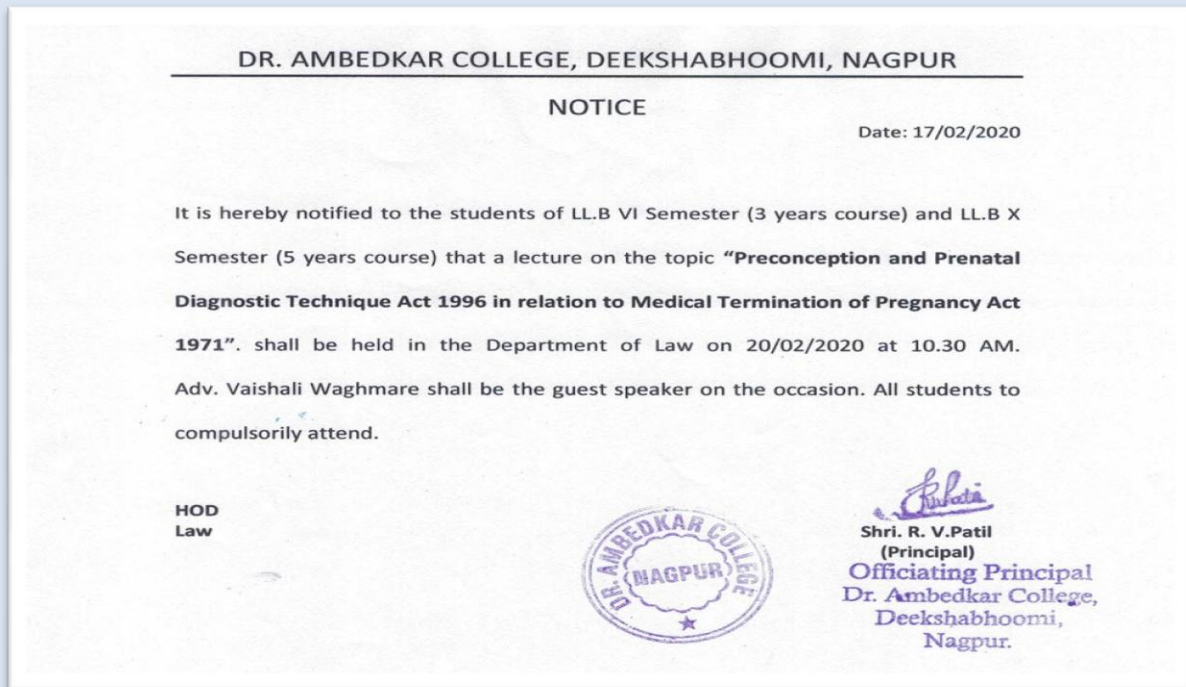 DR. AMBEDKAR COLLEGE, DEEKSHABHOOMI, NAGPUR
NOTICE
Date: 17/02/2020
It is hereby notified to the students of LL.B VI Semester (3 years course) and LL.B X
Semester (5 years course) that a lecture on the topic “Preconception and Prenatal
Diagnostic Technique Act 1996 in relation to Medical Termination of Pregnancy Act
1971”. shall be held in the Department of Law on 20/02/2020 at 10.30 AM.
Adv. Vaishali Waghmare shall be the guest speaker on the occasion. All students to
compulsorily attend.
HOD
Law
DR. AMBEDKAR COLLEGE
NAGPUR
Shri. R. V.Patil
(Principal)
Officiating Principal
Dr. Ambedkar College,
Deekshabhoomi,
Nagpur.